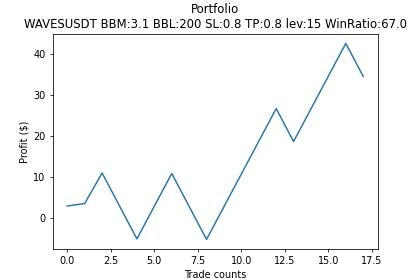 Portfolio
WAVESUSDT BBM:3.1 BBL:200 SL:0.8 TP:0.8 lev:15 WinRatio:67.0
40
30
20
10
0
Profit ($)
0.0 2.5 5.0 7.5 10.0 12.5 15.0 17.5
Trade counts